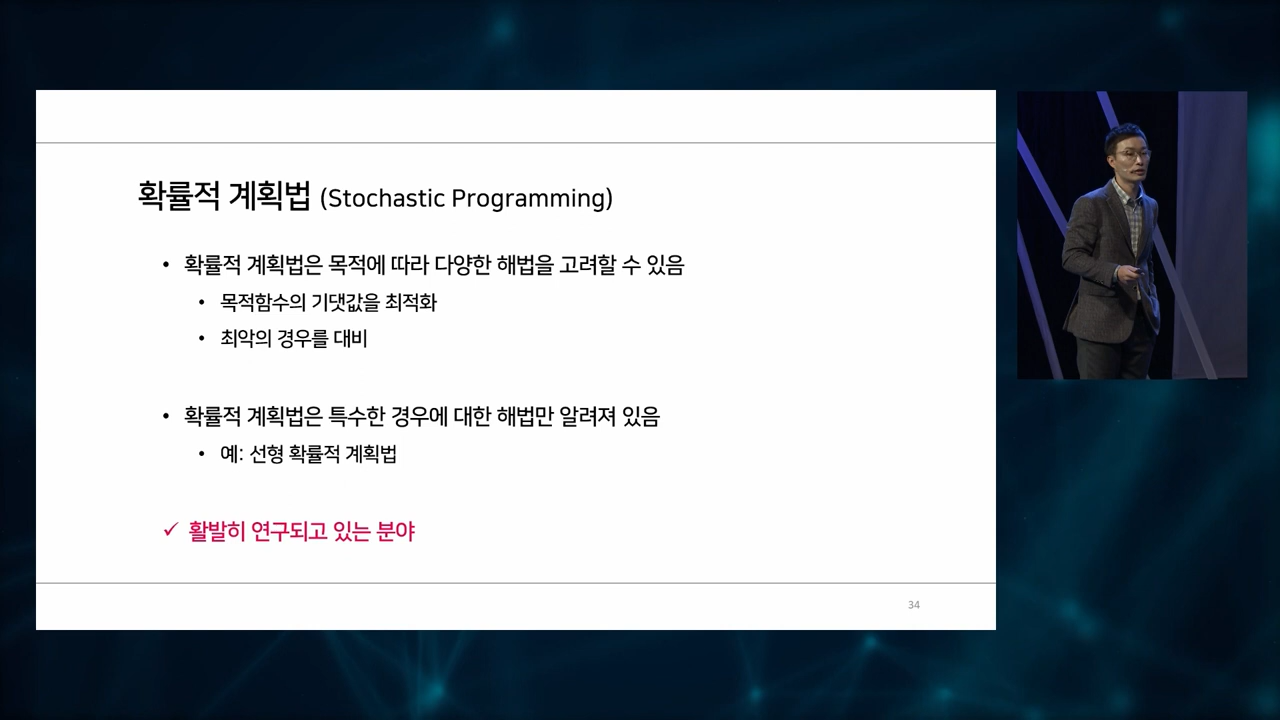 확률적 계획법 (Stochastic Programming)
• 확률적 계획법은 목적에 따라 다양한 해법을 고려할 수 있음
• 목적함수의 기댓값을 최적화
• 최악의 경우를 대비
• 확률적 계획법은 특수한 경우에 대한 해법만 알려져 있음
• 예: 선형 확률적 계획법
✓ 활발히 연구되고 있는 분야
34